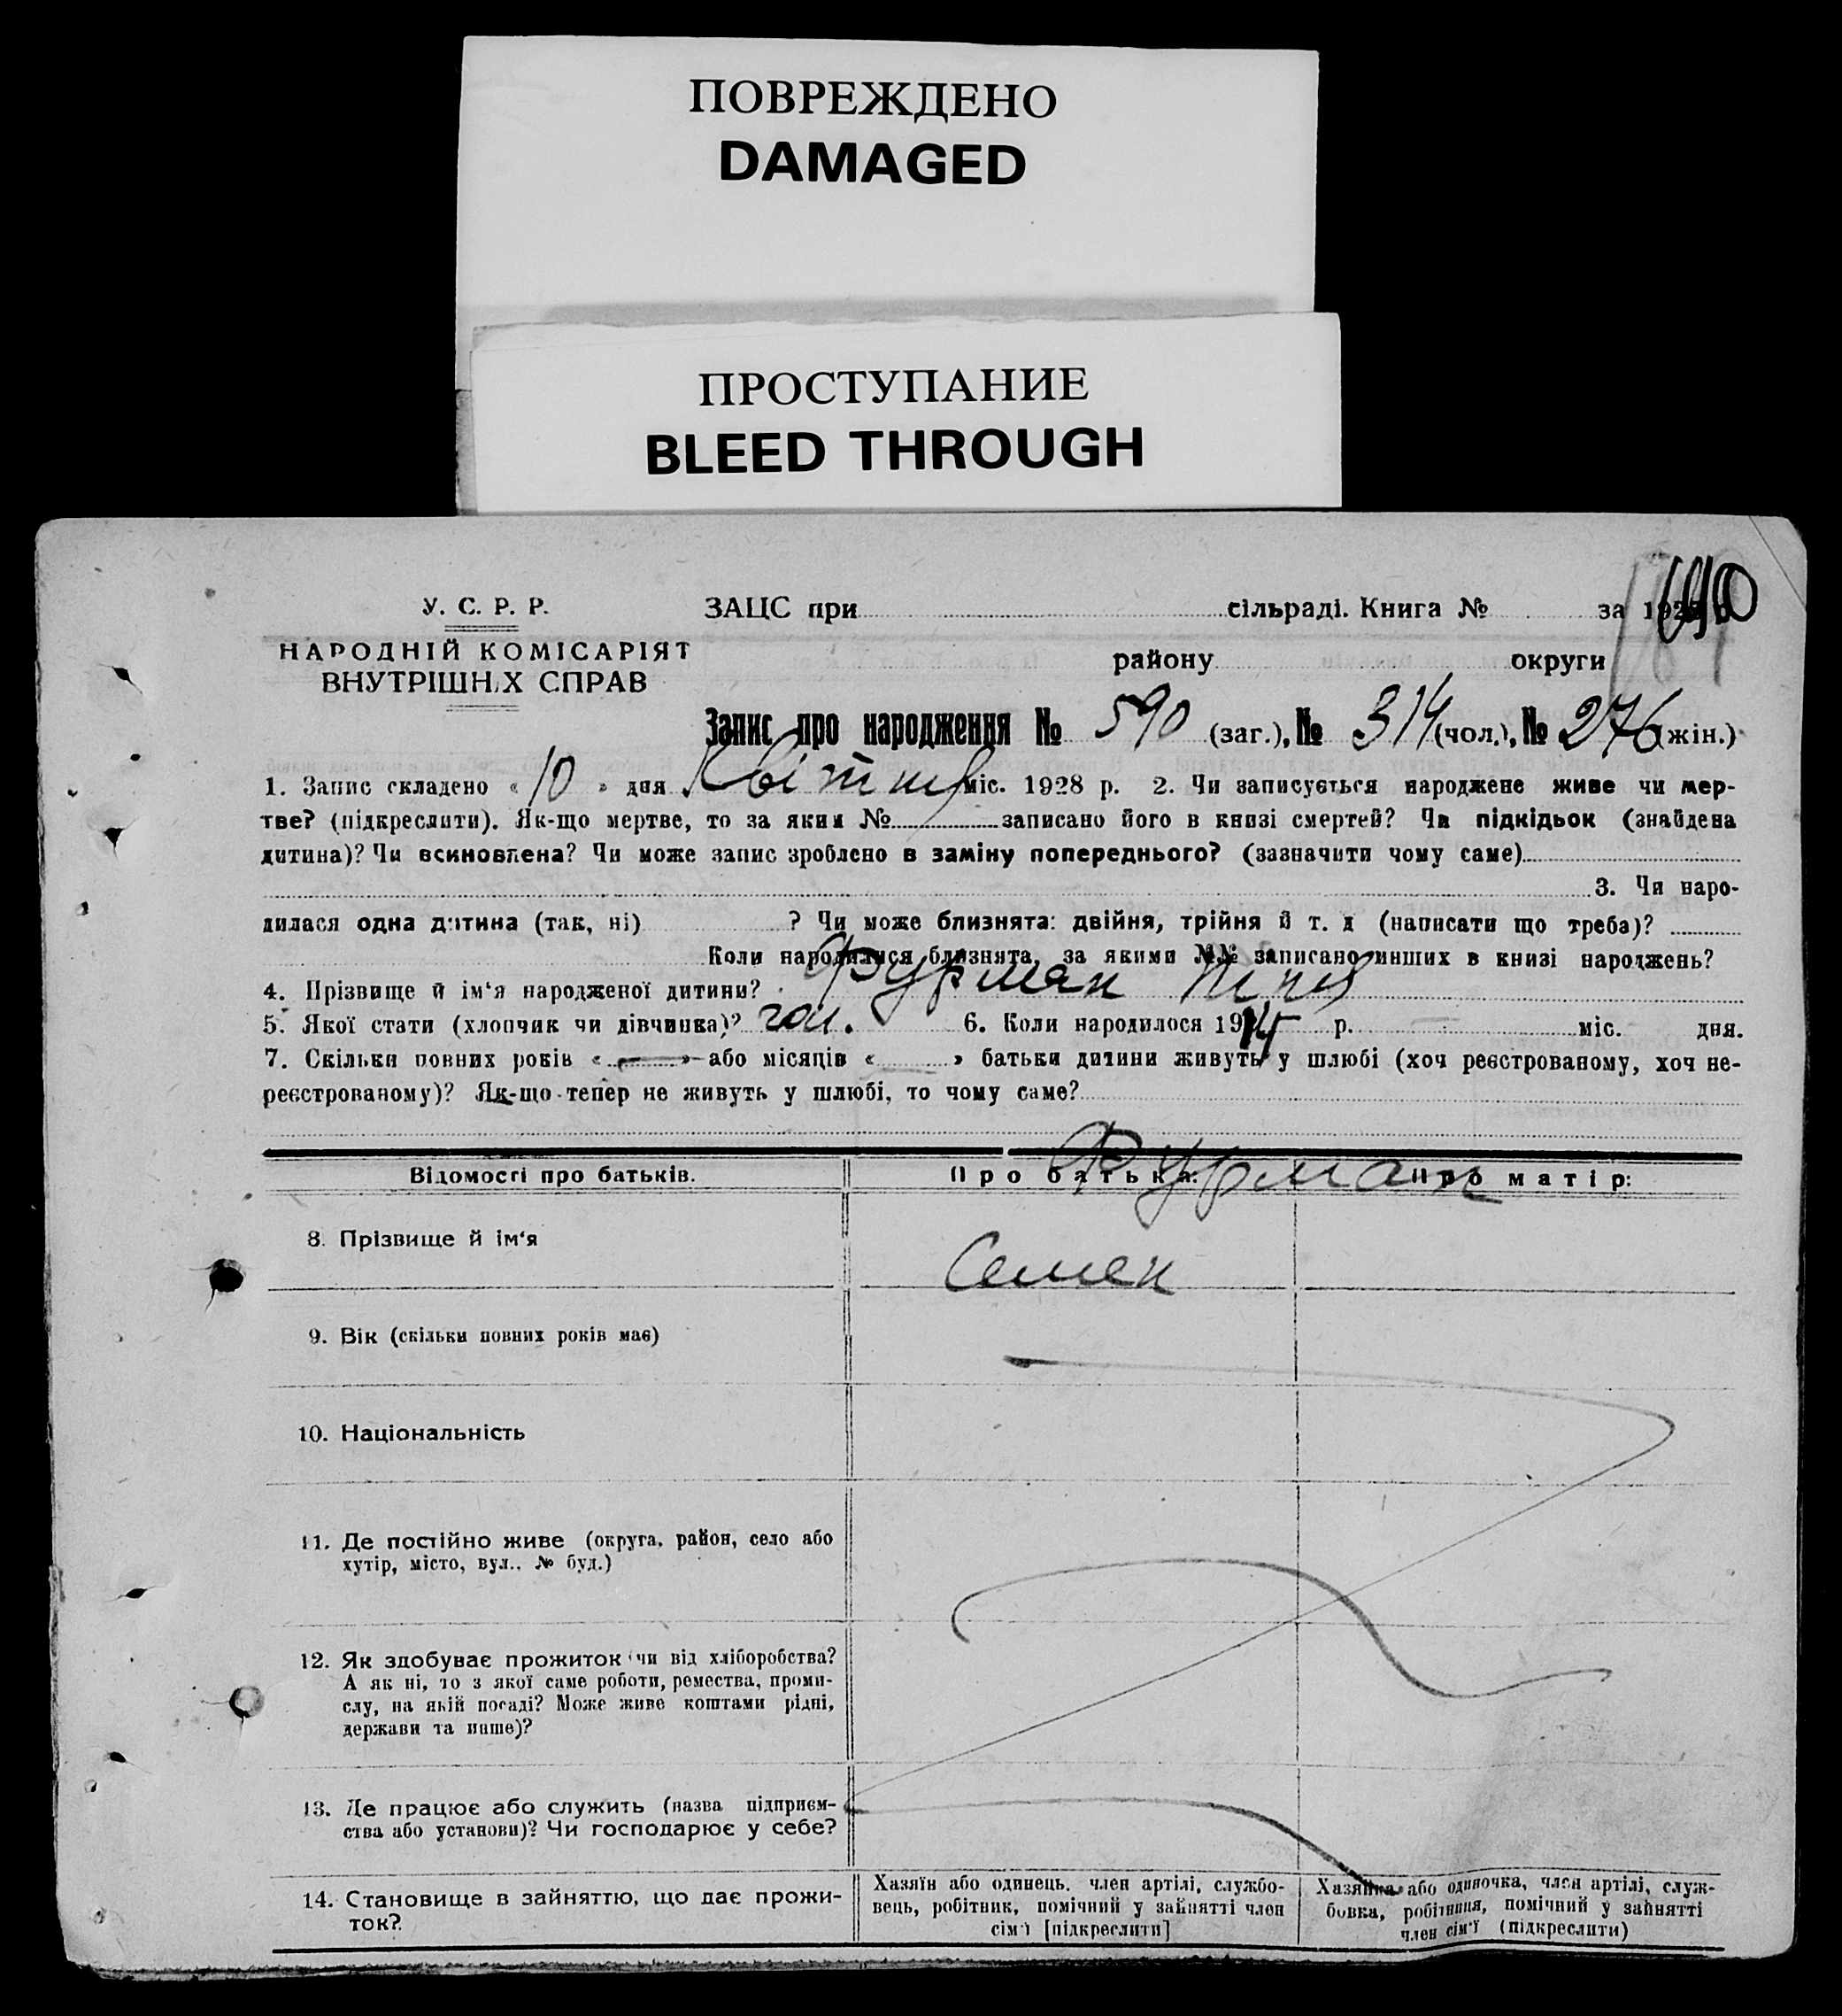 ПОВРЕЖДЕНО
DAMAGED
ПРОСТУПАНИЕ
BLEED THROUGH
У. С. Р. Р.
НАРОДНІЙ КОМІСАРІЯТ
ВНУТРІШНІХ СПРАВ
ЗАЦС при сільраді. Книга № за 1928 р.
району округи
Запис про народження № 590 (заг.), № 314 (чол.), № 276 (жін.)
1. Запис складено « 10 » дня Квітня міс. 1928 р. 2. Чи записується народжене живе чи мер-
тве? (підкреслити). Як-що мертве, то за яким № записано його в книзі смертей? Чи підкідьок (знайдена
дитина)? Чи всиновлена? Чи може запис зроблено в заміну попереднього? (зазначити чому саме)
3. Чи наро-
дилася одна дитина (так, ні) ? Чи може близнята: двійня, трійня й т. д (написати що треба)?
Коли народилися близнята, за якими №№ записано инших в книзі народжень?
4. Прізвище й ім'я народженої дитини? Фурман
5. Якої стати (хлопчик чи дівчинка)? чол. 6. Коли народилося 19 р. міс. дня.
7. Скільки повних років « » або місяців « » батьки дитини живуть у шлюбі (хоч реєстрованому, хоч не-
реєстрованому)? Як-що тепер не живуть у шлюбі, то чому саме?
Відомості про батьків. Про батька: Про матір:
Фурман
8. Прізвище й ім'я Семен
9. Вік (скільки повних років має)
10. Національність
11. Де постійно живе (округа, район, село або
хутір, місто, вул., № буд.)
12. Як здобуває прожиток (чи від хліборобства?
А як ні, то з якої саме роботи, ремества, проми-
слу, на якій посаді? Може живе коштами рідні,
держави та инше)?
13. Де працює або служить (назва підприєм-
ства або установи)? Чи господарює у себе?
14. Становище в зайняттю, що дає прожи-
ток?
Хазяїн або одинець, член артілі, службо-
вець, робітник, помічний у зайнятті член
сім'ї [підкреслити]
Хазяйка або одиночка, член артілі, служ-
бовка, робітниця, помічний у зайнятті
член сім'ї (підкреслити)